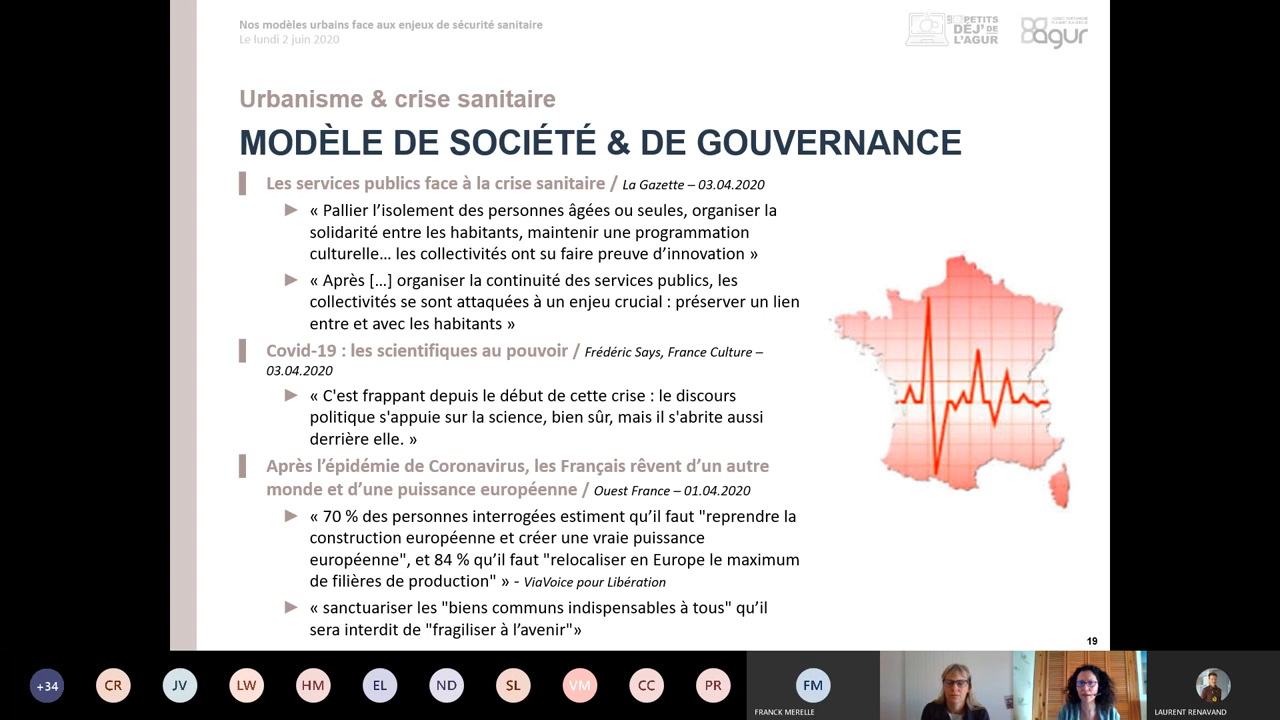 Nos modèles urbains face aux enjeux de sécurité sanitaire
Le lundi 2 juin 2020
PETITS
DÉJ' DE
L'AGUR
agur
Urbanisme & crise sanitaire
MODÈLE DE SOCIÉTÉ & DE GOUVERNANCE
Les services publics face à la crise sanitaire / La Gazette – 03.04.2020
« Pallier l'isolement des personnes âgées ou seules, organiser la
solidarité entre les habitants, maintenir une programmation
culturelle… les collectivités ont su faire preuve d'innovation »
« Après […] organiser la continuité des services publics, les
collectivités se sont attaquées à un enjeu crucial : préserver un lien
entre et avec les habitants »
Covid-19 : les scientifiques au pouvoir / Frédéric Says, France Culture –
03.04.2020
« C'est frappant depuis le début de cette crise : le discours
politique s'appuie sur la science, bien sûr, mais il s'abrite aussi
derrière elle. »
Après l'épidémie de Coronavirus, les Français rêvent d'un autre
monde et d'une puissance européenne / Ouest France – 01.04.2020
« 70 % des personnes interrogées estiment qu'il faut "reprendre la
construction européenne et créer une vraie puissance
européenne", et 84 % qu'il faut "relocaliser en Europe le maximum
de filières de production" » - ViaVoice pour Libération
« sanctuariser les "biens communs indispensables à tous" qu'il
sera interdit de "fragiliser à l'avenir"»
19
+34 CR JV LW HM EL ND SL VM CC PR FM
FRANCK MERELLE
LAURENT RENAVAND